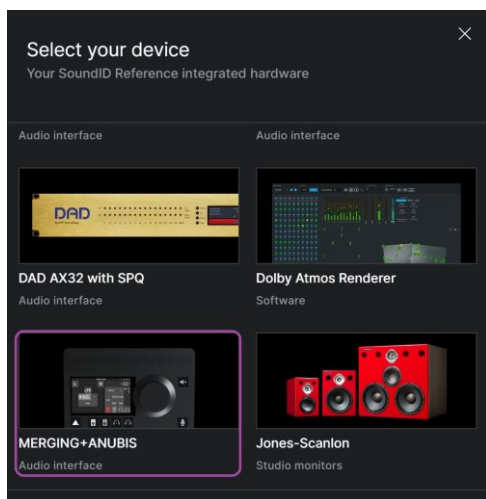 Select your device
Your SoundID Reference integrated hardware
Audio interface
Audio interface
DAD
DAD AX32 with SPQ
Audio interface
Dolby Atmos Renderer
Software
MERGING+ANUBIS
Audio interface
Jones-Scanlon
Studio monitors